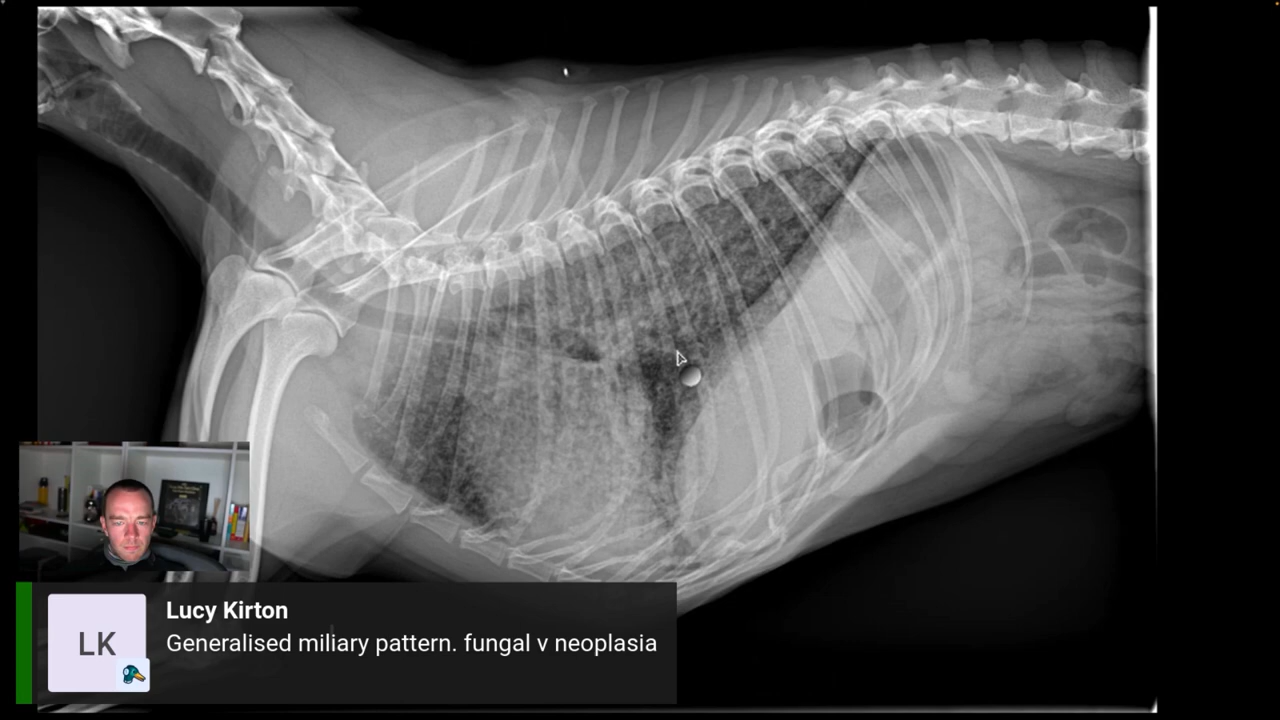 Lucy Kirton
LK
Generalised miliary pattern. fungal v neoplasia